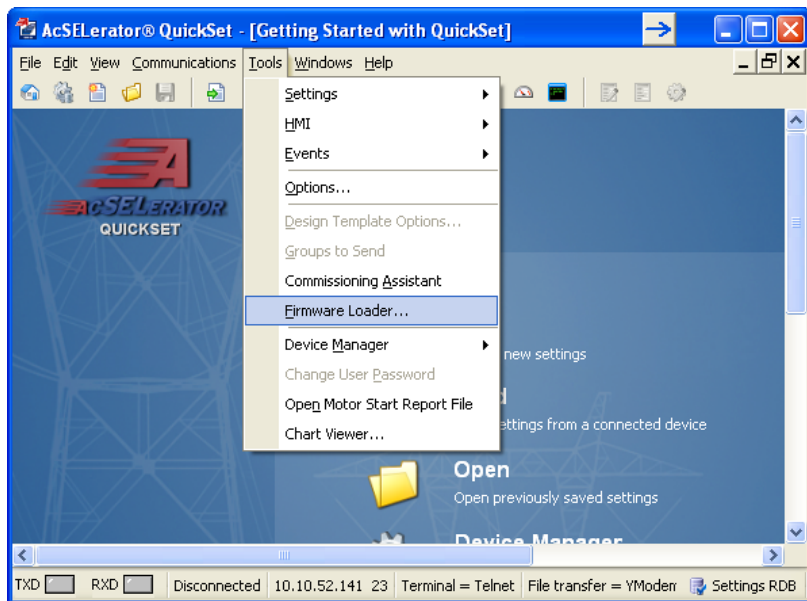 AcSELerator® QuickSet - [Getting Started with QuickSet]
File Edit View Communications Tools Windows Help
ACSELERATOR
QUICKSET
Settings
HMI
Events
Options...
Design Template Options...
Groups to Send
Commissioning Assistant
Firmware Loader...
Device Manager
Change User Password
Open Motor Start Report File
Chart Viewer...
new settings
ettings from a connected device
Open
Open previously saved settings
Device Manager
TXD RXD Disconnected 10.10.52.141 23 Terminal = Telnet File transfer = YModem Settings RDB